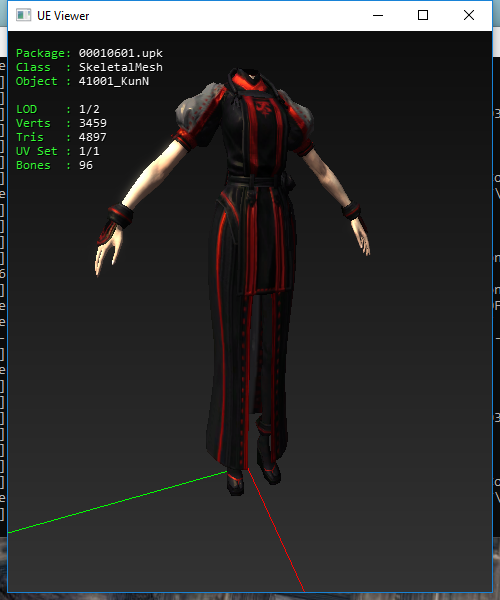 UE Viewer
Package: 00010601.upk
Class : SkeletalMesh
Object : 41001_KunN
LOD : 1/2
Verts : 3459
Tris : 4897
UV Set : 1/1
Bones : 96